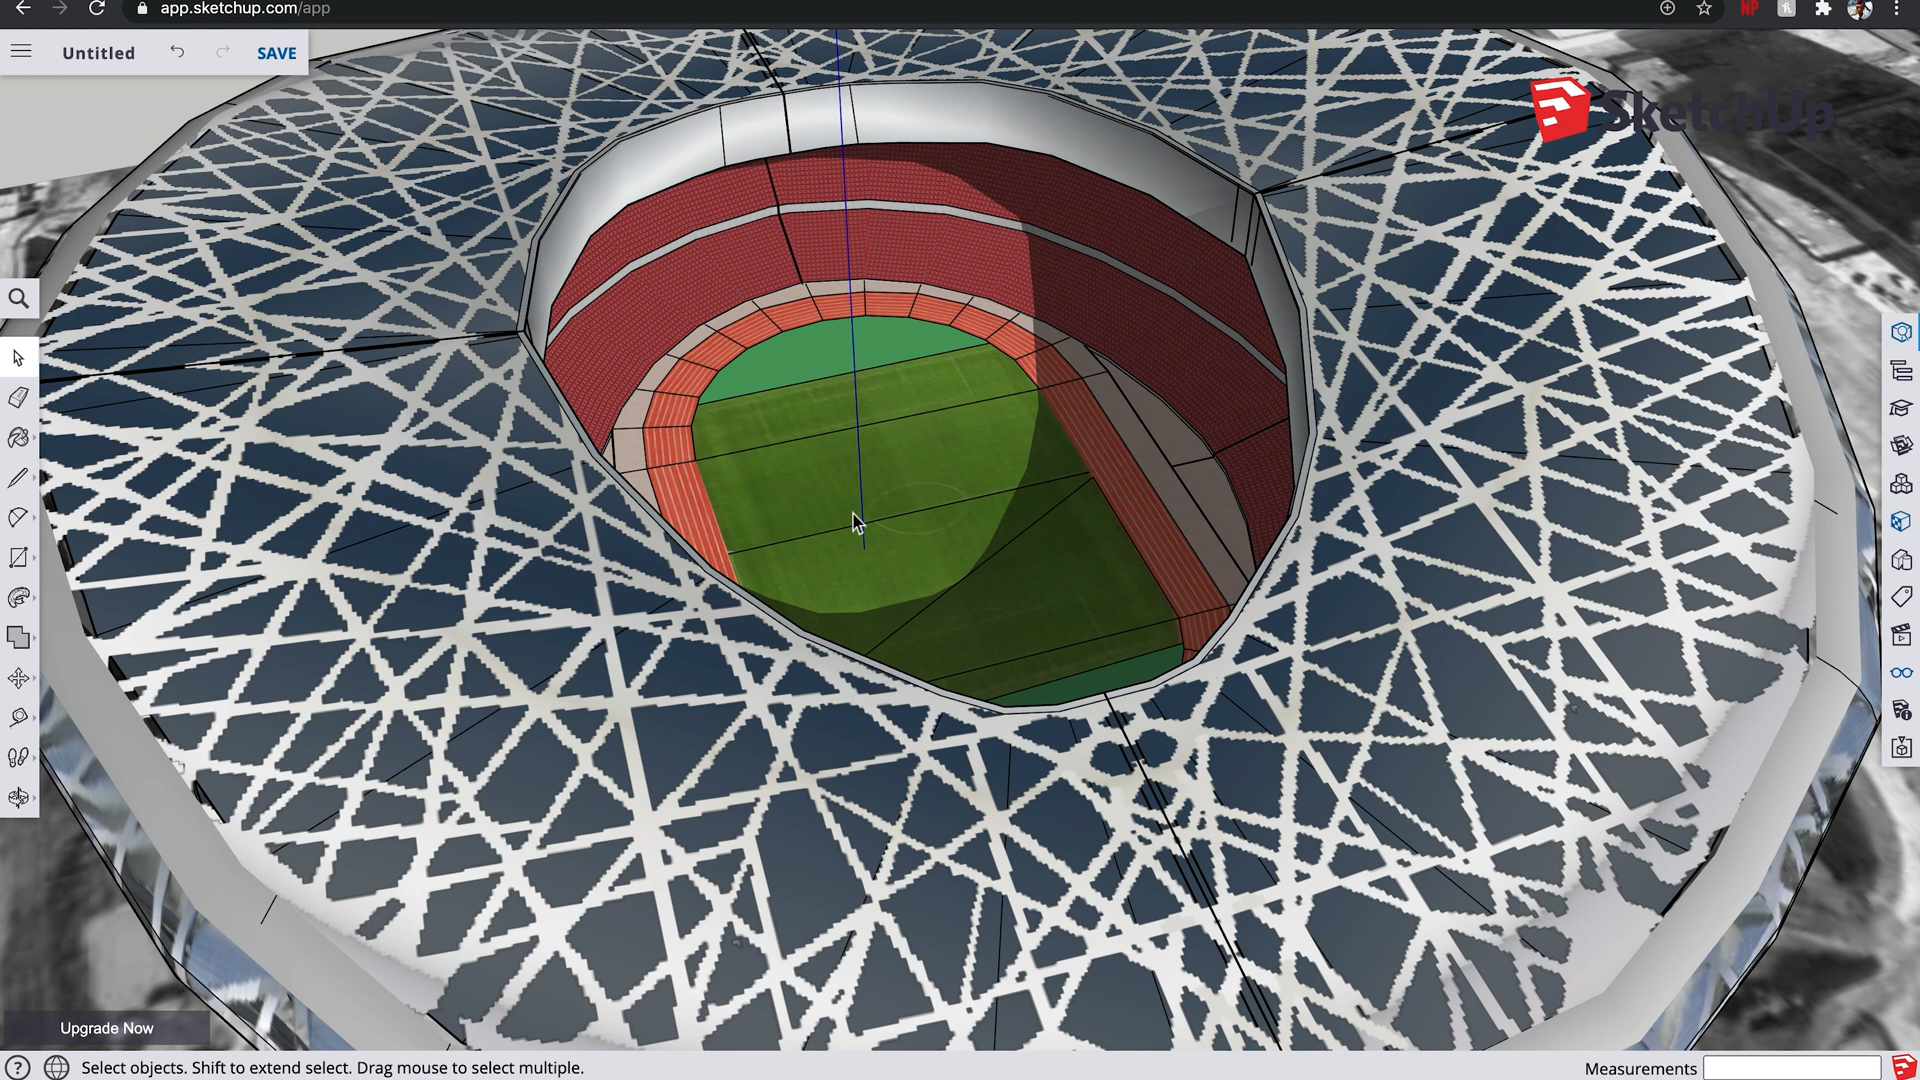 app.sketchup.com/app
NP
Untitled
SAVE
SketchUp
Upgrade Now
Select objects. Shift to extend select. Drag mouse to select multiple.
Measurements